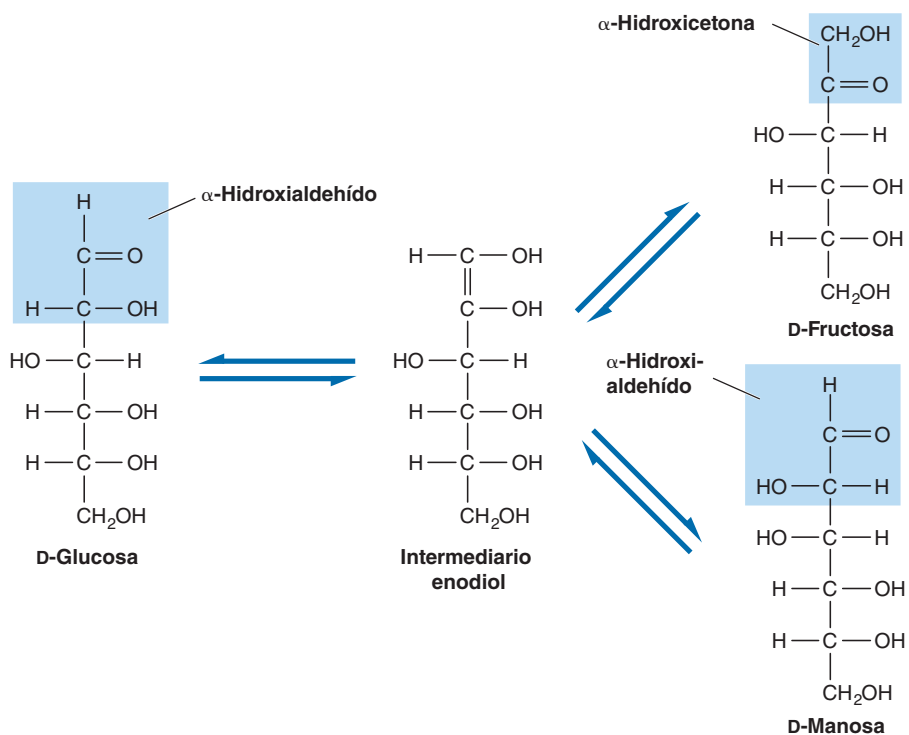 α-Hidroxicetona
CH₂OH
C=O
HO—C—H
H—C—OH
H—C—OH
CH₂OH
D-Fructosa
α-Hidroxialdehído
H
C=O
H—C—OH
HO—C—H
H—C—OH
H—C—OH
CH₂OH
D-Glucosa
H—C—OH
C—OH
HO—C—H
H—C—OH
H—C—OH
CH₂OH
Intermediario
enodiol
α-Hidroxi-
aldehído
H
C=O
HO—C—H
HO—C—H
H—C—OH
H—C—OH
CH₂OH
D-Manosa